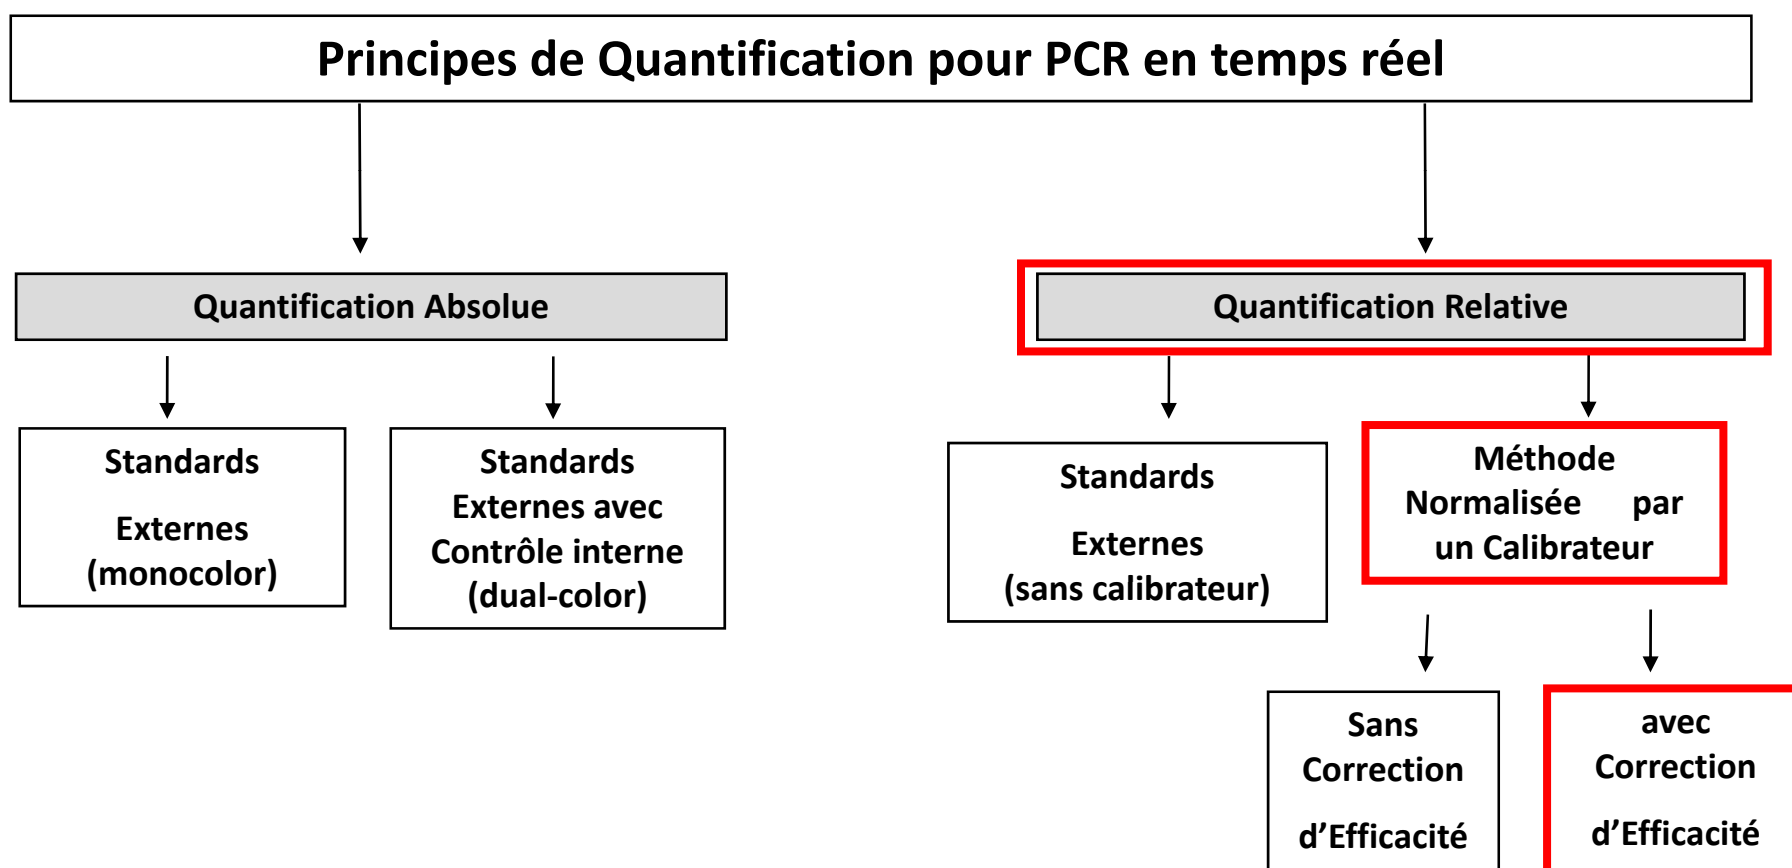 Principes de Quantification pour PCR en temps réel
Quantification Absolue
Quantification Relative
Standards
Externes
(monocolor)
Standards
Externes avec
Contrôle interne
(dual-color)
Standards
Externes
(sans calibrateur)
Méthode
Normalisée par
un Calibrateur
Sans
Correction
d’Efficacité
avec
Correction
d’Efficacité